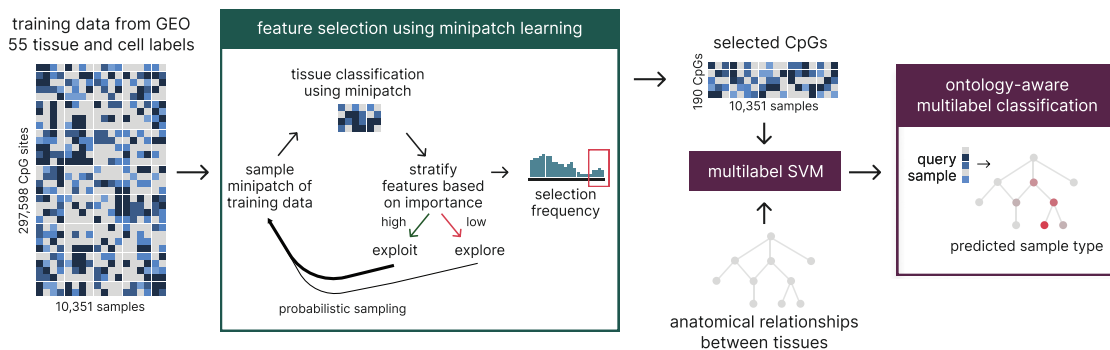 training data from GEO
55 tissue and cell labels
297,598 CpG sites
10,351 samples
feature selection using minipatch learning
tissue classification
using minipatch
sample
minipatch of
training data
stratify
features based
on importance
high
low
exploit
explore
probabilistic sampling
selection
frequency
selected CpGs
190 CpGs
10,351 samples
multilabel SVM
anatomical relationships
between tissues
ontology-aware
multilabel classification
query
sample
predicted sample type